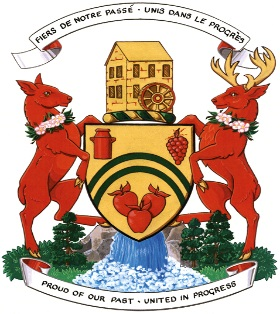 FIERS DE NOTRE PASSÉ · UNIS DANS LE PROGRÈS
PROUD OF OUR PAST · UNITED IN PROGRESS